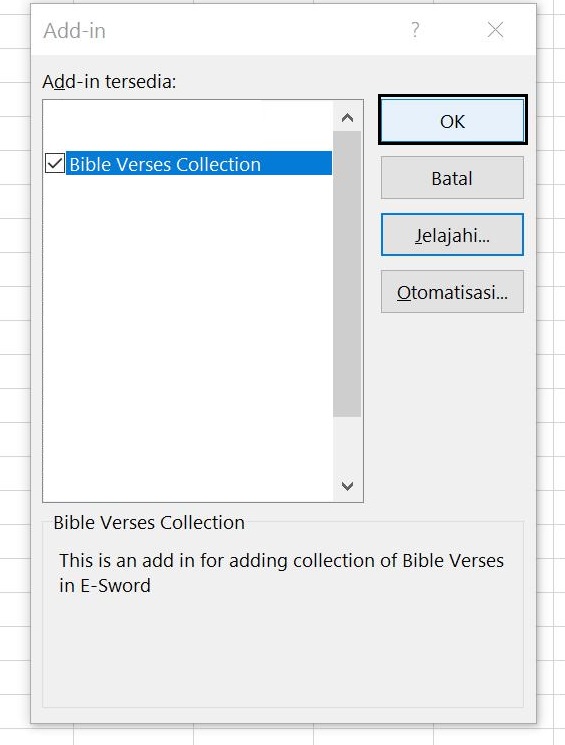 Add-in
?
Add-in tersedia:
Bible Verses Collection
OK
Batal
Jelajahi...
Otomatisasi...
Bible Verses Collection
This is an add in for adding collection of Bible Verses
in E-Sword